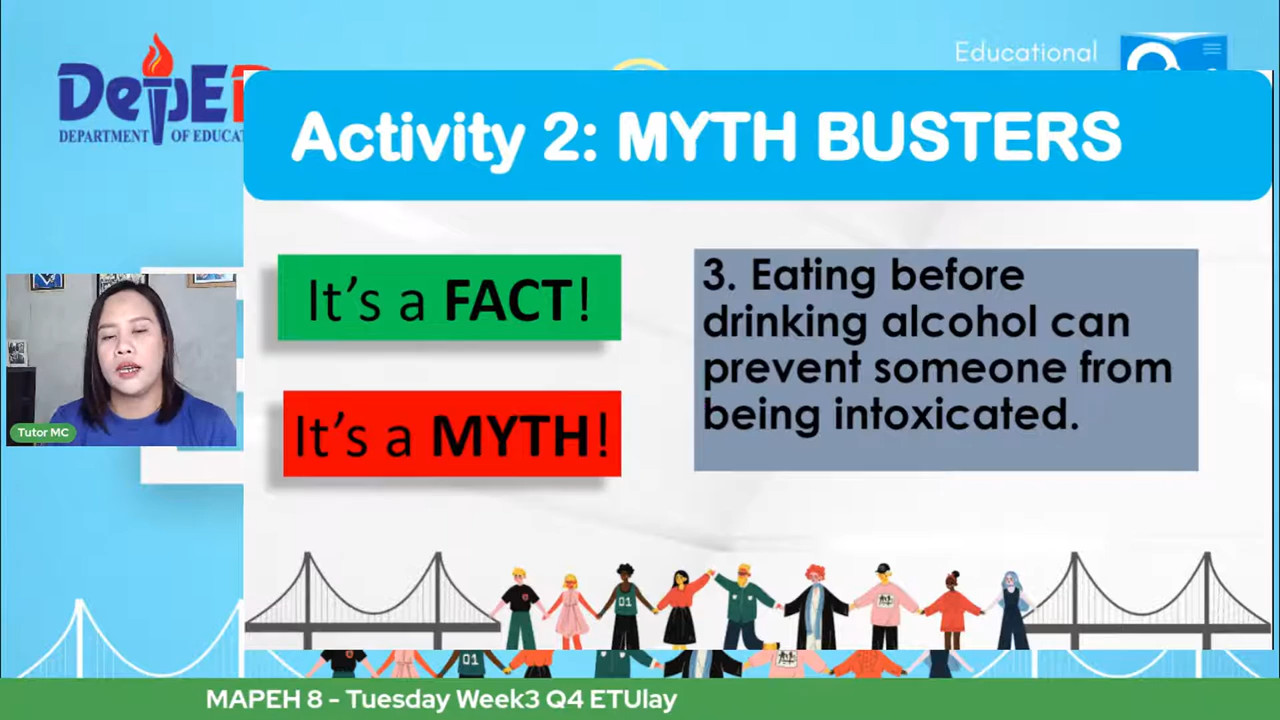 Educational
DepED
DEPARTMENT OF EDUCAT
Activity 2: MYTH BUSTERS
It's a FACT!
It's a MYTH!
3. Eating before
drinking alcohol can
prevent someone from
being intoxicated.
Tutor MC
01
01
MAPEH 8 - Tuesday Week3 Q4 ETUlay